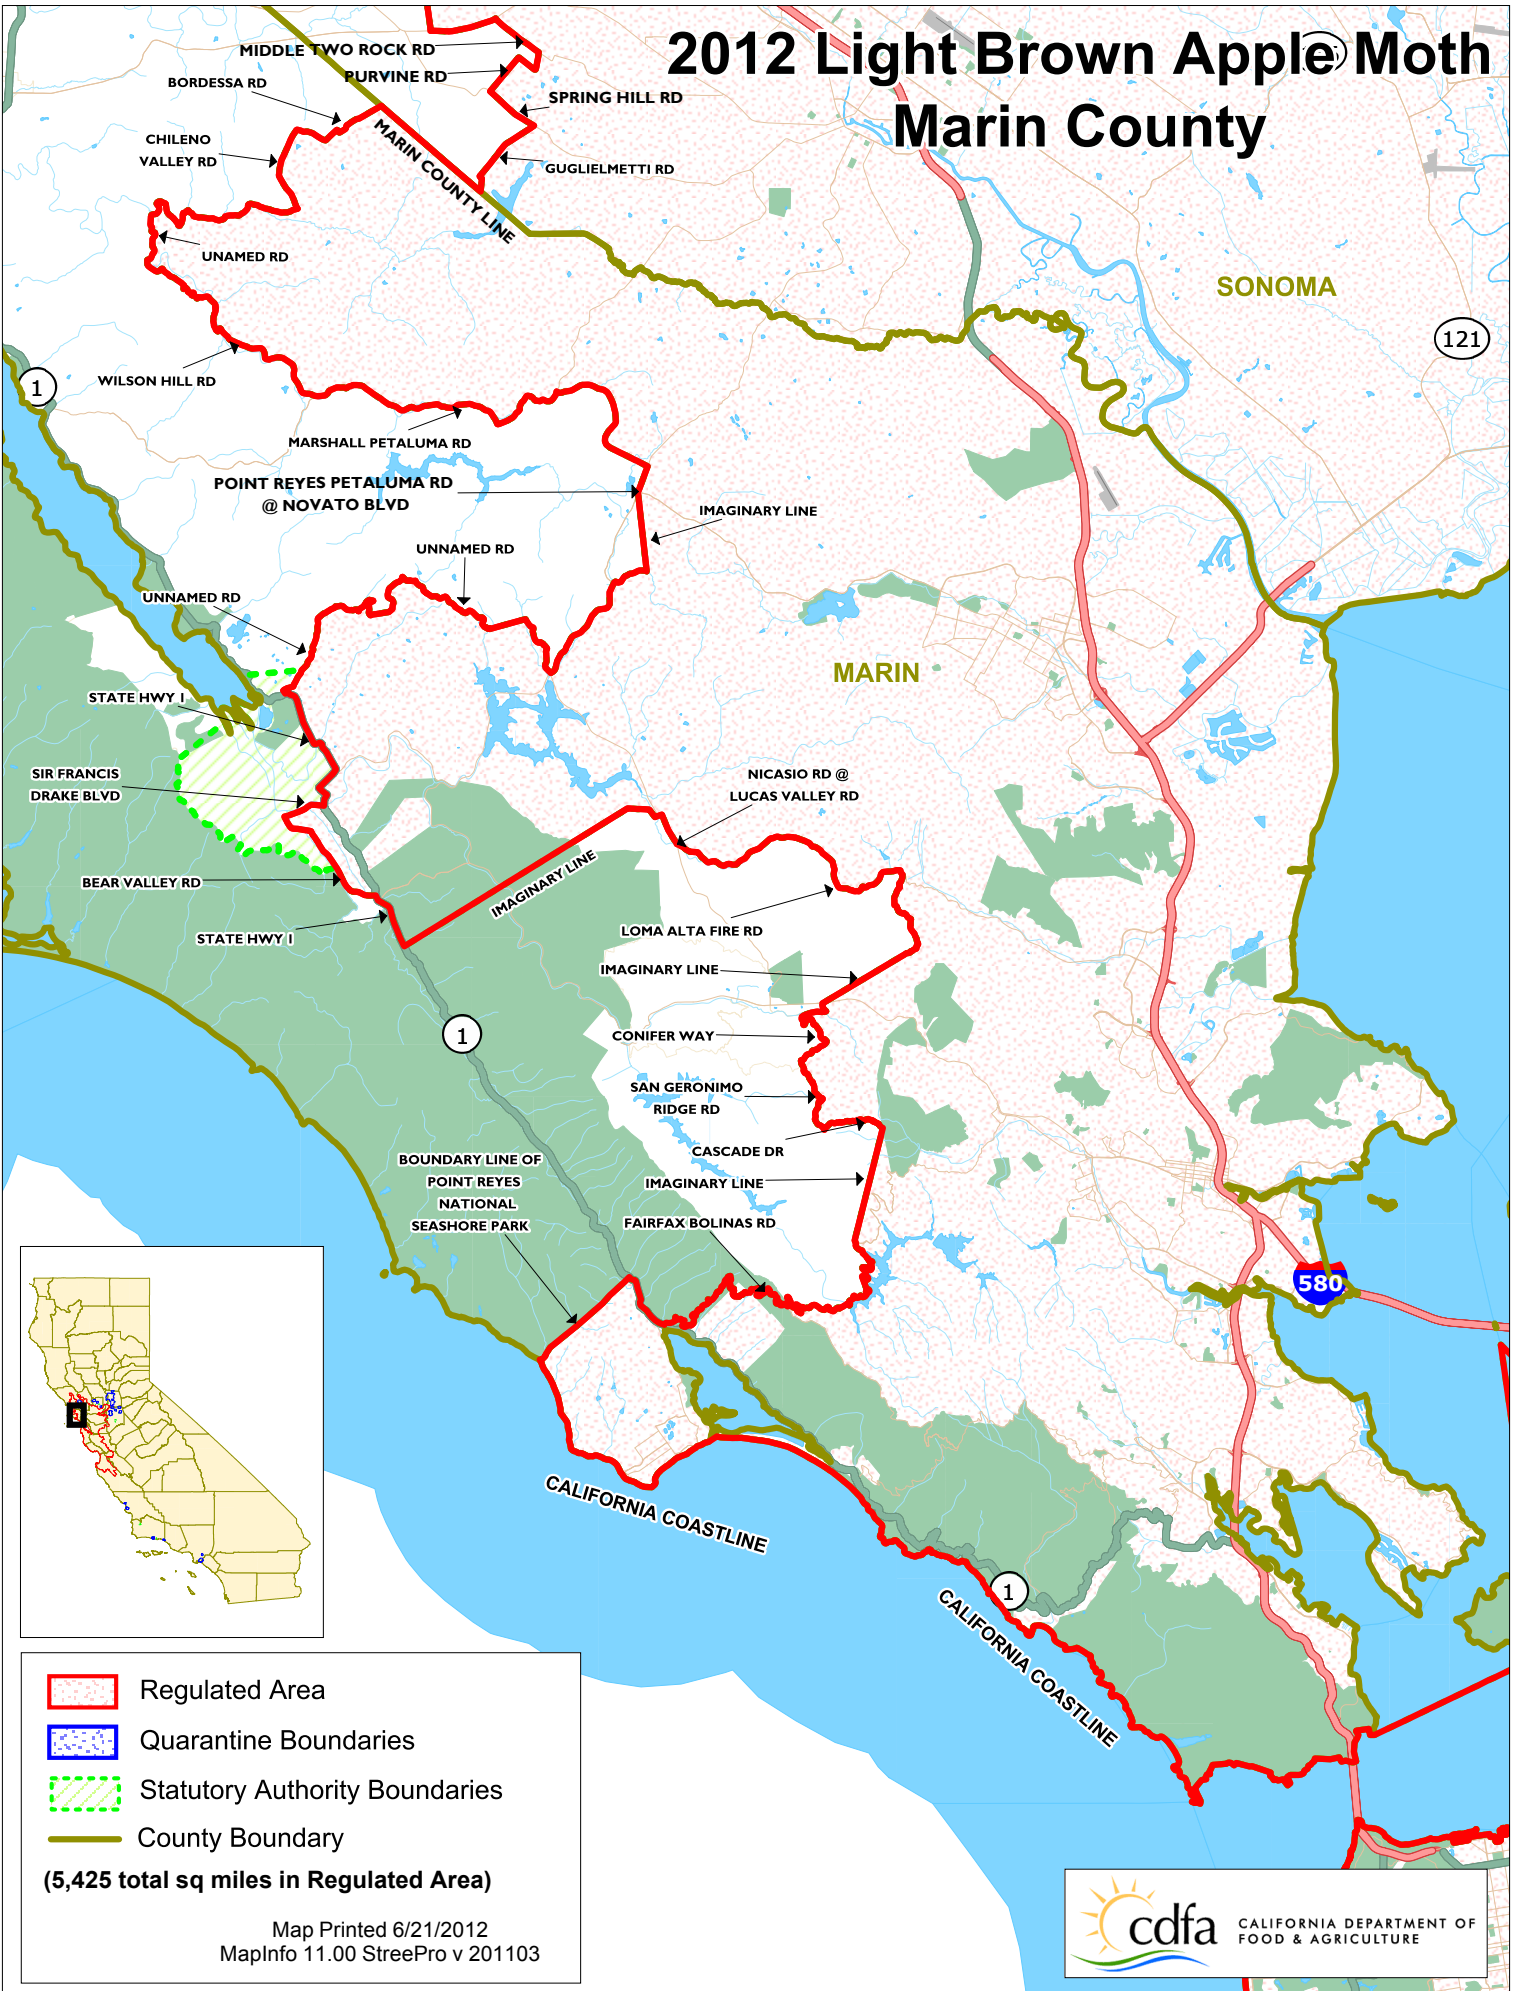 2012 Light Brown Apple Moth
Marin County
MIDDLE TWO ROCK RD
PURVINE RD
BORDESSA RD
SPRING HILL RD
CHILENO
VALLEY RD
MARIN COUNTY LINE
GUGLIELMETTI RD
UNAMED RD
SONOMA
121
WILSON HILL RD
1
MARSHALL PETALUMA RD
POINT REYES PETALUMA RD
@ NOVATO BLVD
IMAGINARY LINE
UNNAMED RD
UNNAMED RD
MARIN
STATE HWY 1
SIR FRANCIS
DRAKE BLVD
NICASIO RD @
LUCAS VALLEY RD
BEAR VALLEY RD
IMAGINARY LINE
STATE HWY 1
LOMA ALTA FIRE RD
IMAGINARY LINE
1
CONIFER WAY
SAN GERONIMO
RIDGE RD
CASCADE DR
BOUNDARY LINE OF
POINT REYES
NATIONAL
SEASHORE PARK
IMAGINARY LINE
FAIRFAX BOLINAS RD
580
CALIFORNIA COASTLINE
1
CALIFORNIA COASTLINE
Regulated Area
Quarantine Boundaries
Statutory Authority Boundaries
County Boundary
(5,425 total sq miles in Regulated Area)
Map Printed 6/21/2012
MapInfo 11.00 StreePro v 201103
cdfa
CALIFORNIA DEPARTMENT OF
FOOD & AGRICULTURE